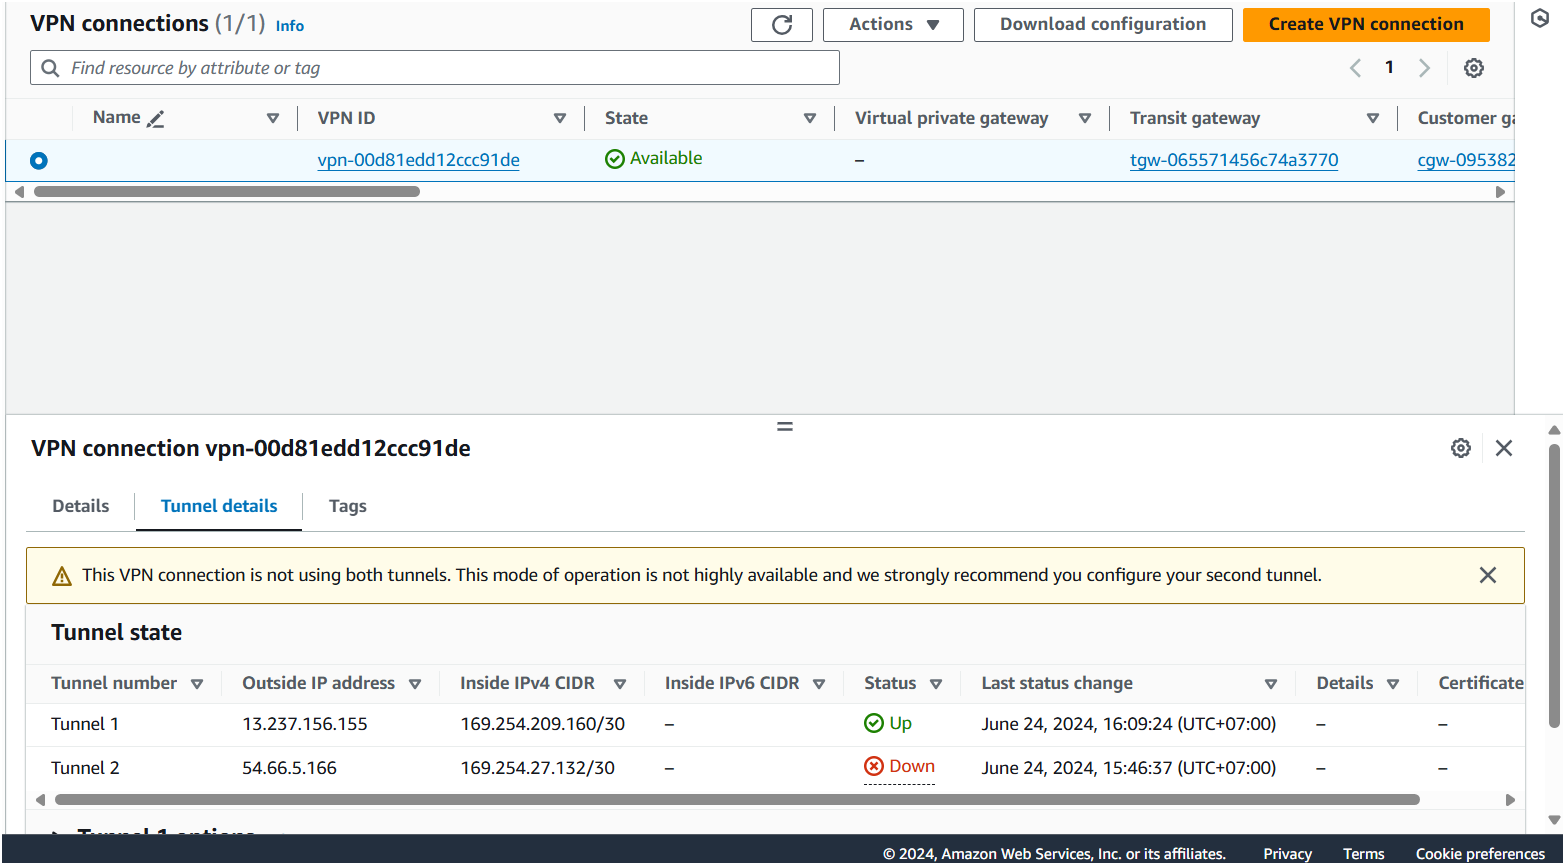 VPN connections (1/1) Info
Actions
Download configuration
Create VPN connection
Find resource by attribute or tag
1
Name VPN ID State Virtual private gateway Transit gateway Customer ga
vpn-00d81edd12ccc91de Available – tgw-065571456c74a3770 cgw-095382
VPN connection vpn-00d81edd12ccc91de
Details Tunnel details Tags
This VPN connection is not using both tunnels. This mode of operation is not highly available and we strongly recommend you configure your second tunnel.
Tunnel state
Tunnel number Outside IP address Inside IPv4 CIDR Inside IPv6 CIDR Status Last status change Details Certificate
Tunnel 1 13.237.156.155 169.254.209.160/30 – Up June 24, 2024, 16:09:24 (UTC+07:00) – –
Tunnel 2 54.66.5.166 169.254.27.132/30 – Down June 24, 2024, 15:46:37 (UTC+07:00) – –
Tunnel 1 options
© 2024, Amazon Web Services, Inc. or its affiliates. Privacy Terms Cookie preferences